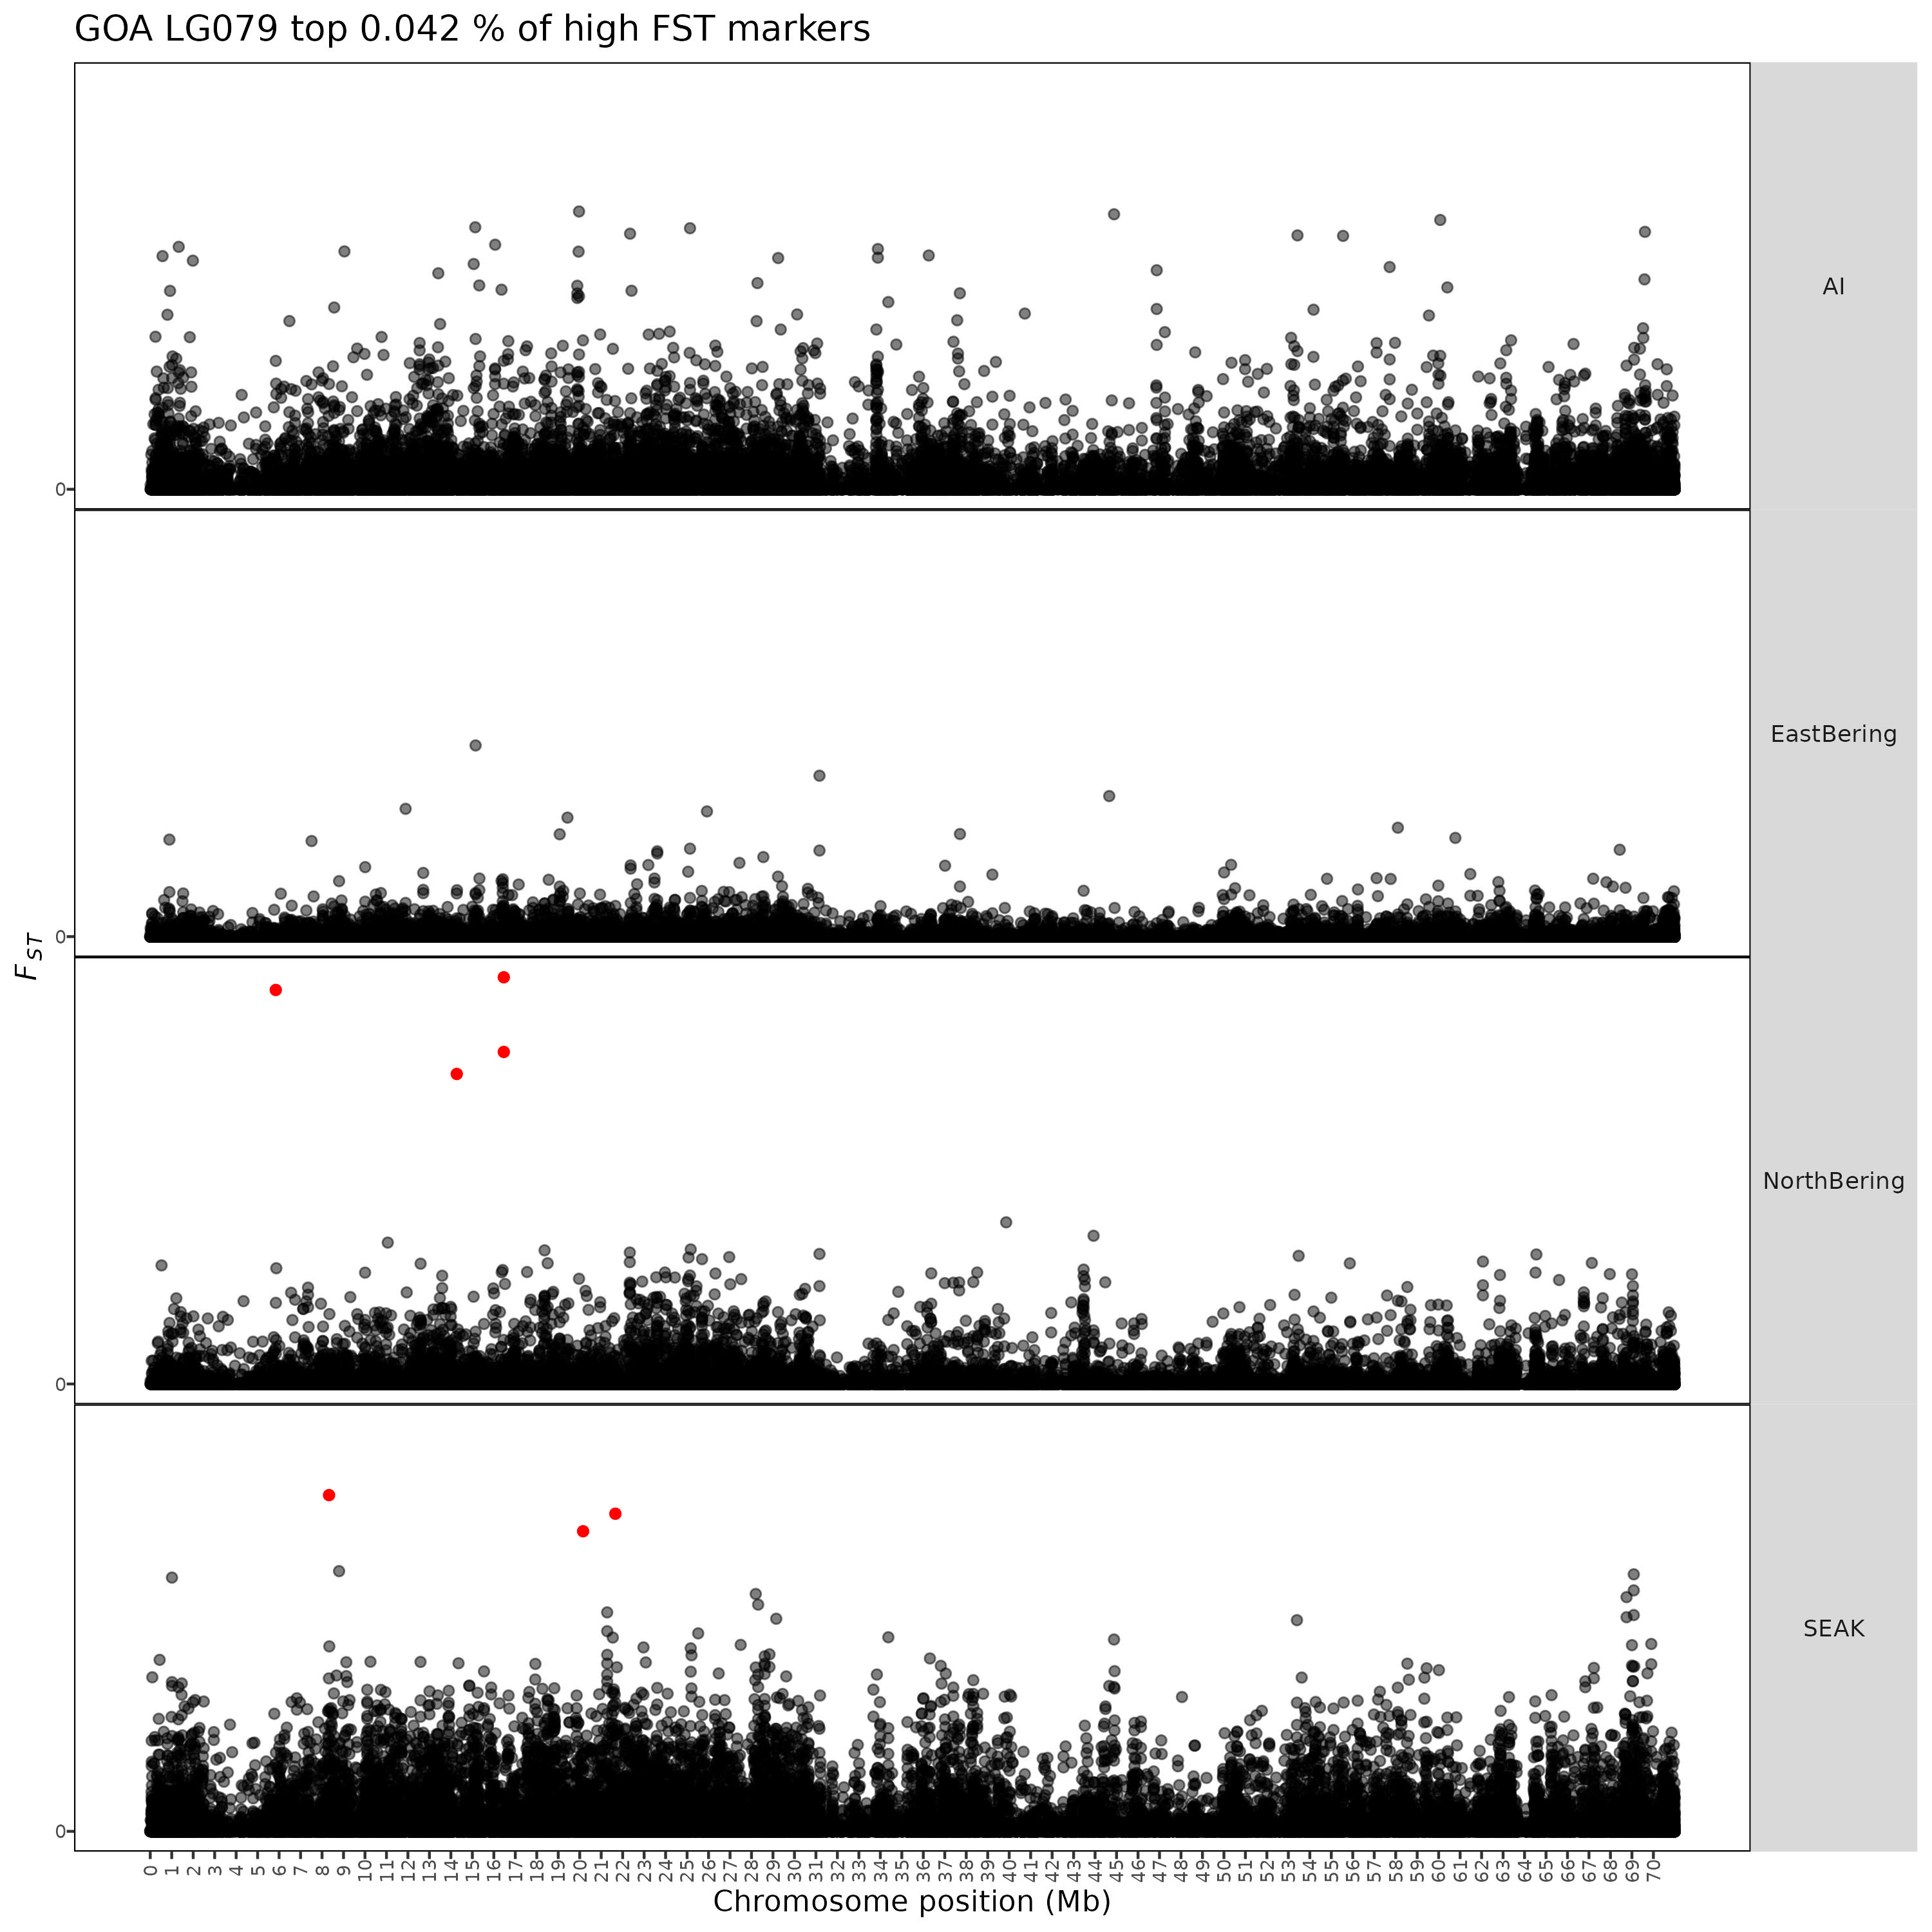 GOA LG079 top 0.042 % of high FST markers
AI
0
EastBering
0
FST
NorthBering
0
SEAK
0
0 1 2 3 4 5 6 7 8 9 10 11 12 13 14 15 16 17 18 19 20 21 22 23 24 25 26 27 28 29 30 31 32 33 34 35 36 37 38 39 40 41 42 43 44 45 46 47 48 49 50 51 52 53 54 55 56 57 58 59 60 61 62 63 64 65 66 67 68 69 70
Chromosome position (Mb)